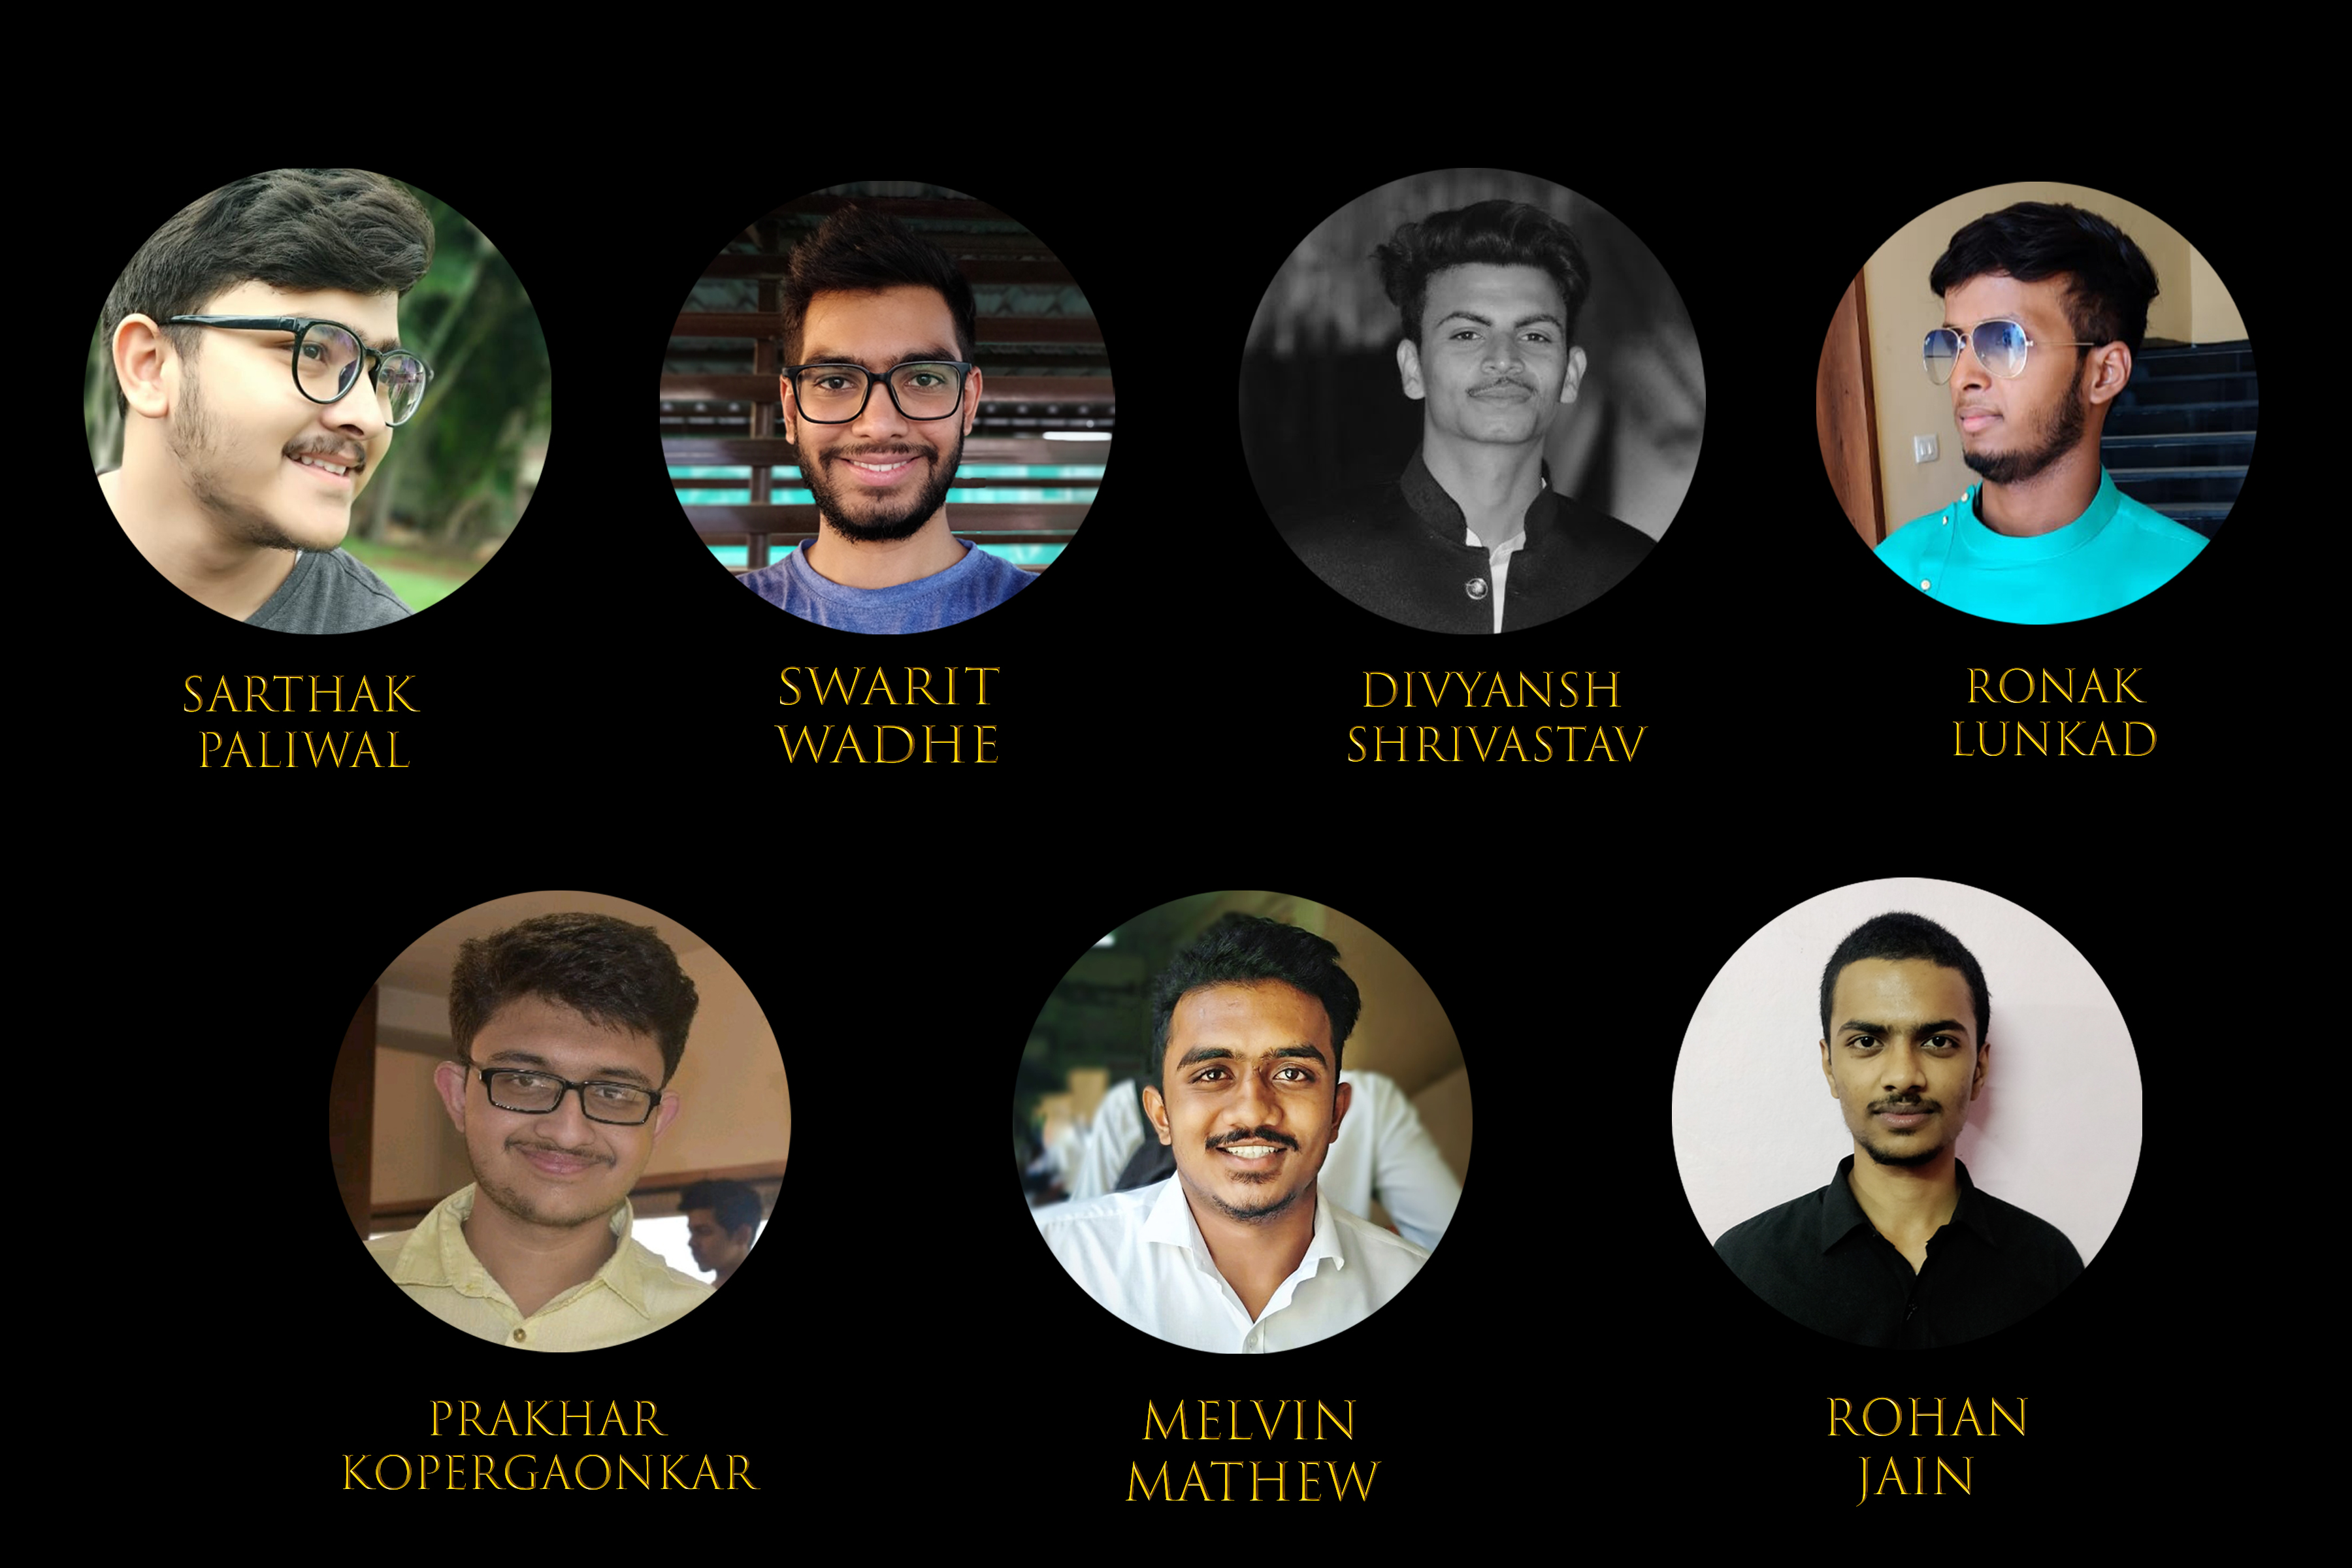 SARTHAK
PALIWAL
SWARIT
WADHE
DIVYANSH
SHRIVASTAV
RONAK
LUNKAD
PRAKHAR
KOPERGAONKAR
MELVIN
MATHEW
ROHAN
JAIN